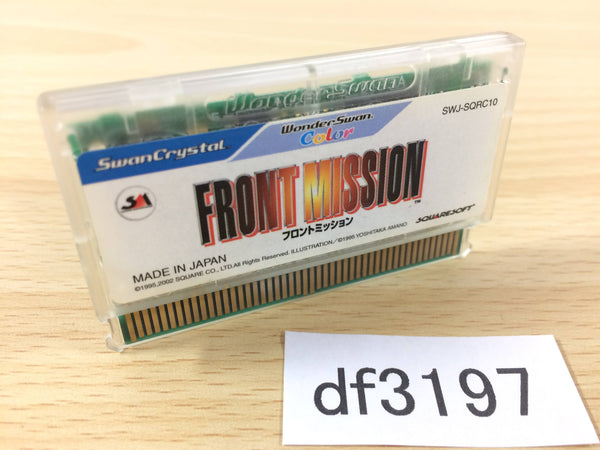 WonderSwan
SWJ-SQRC10
WonderSwan
Color
SwanCrystal
FRONT MISSION™
フロントミッション
SQUARESOFT
MADE IN JAPAN
©1995,2002 SQUARE CO., LTD.All Rights Reserved. ILLUSTRATION/©1995 YOSHITAKA AMANO
df3197